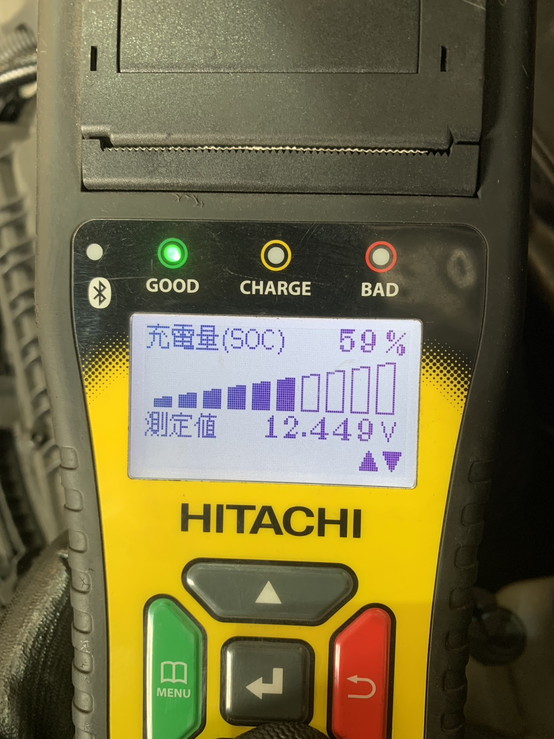 GOOD CHARGE BAD
充電量(SOC) 59%
測定値 12.449V
HITACHI
MENU